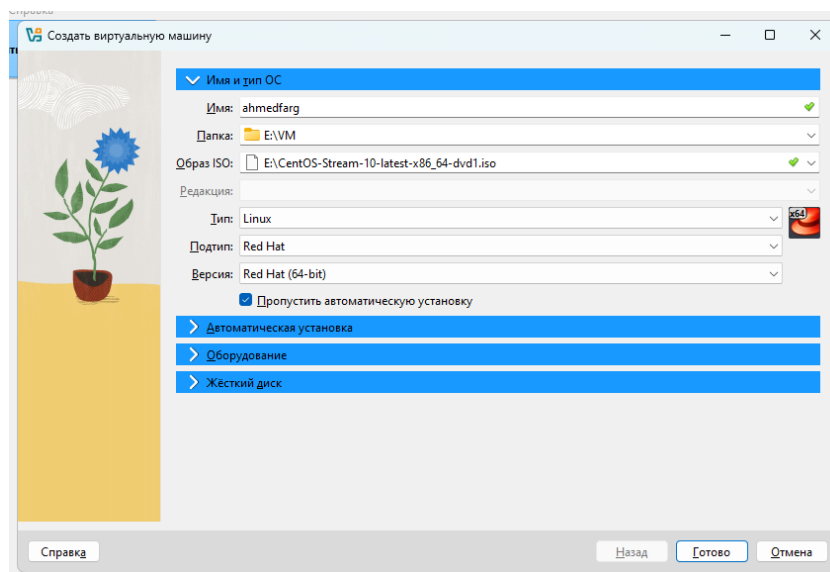 Справка
Создать виртуальную машину
Имя и тип ОС
Имя: ahmedfarg
Папка: E:\VM
Образ ISO: E:\CentOS-Stream-10-latest-x86_64-dvd1.iso
Редакция:
Тип: Linux
x64
Подтип: Red Hat
Версия: Red Hat (64-bit)
Пропустить автоматическую установку
Автоматическая установка
Оборудование
Жёсткий диск
Справка Назад Готово Отмена